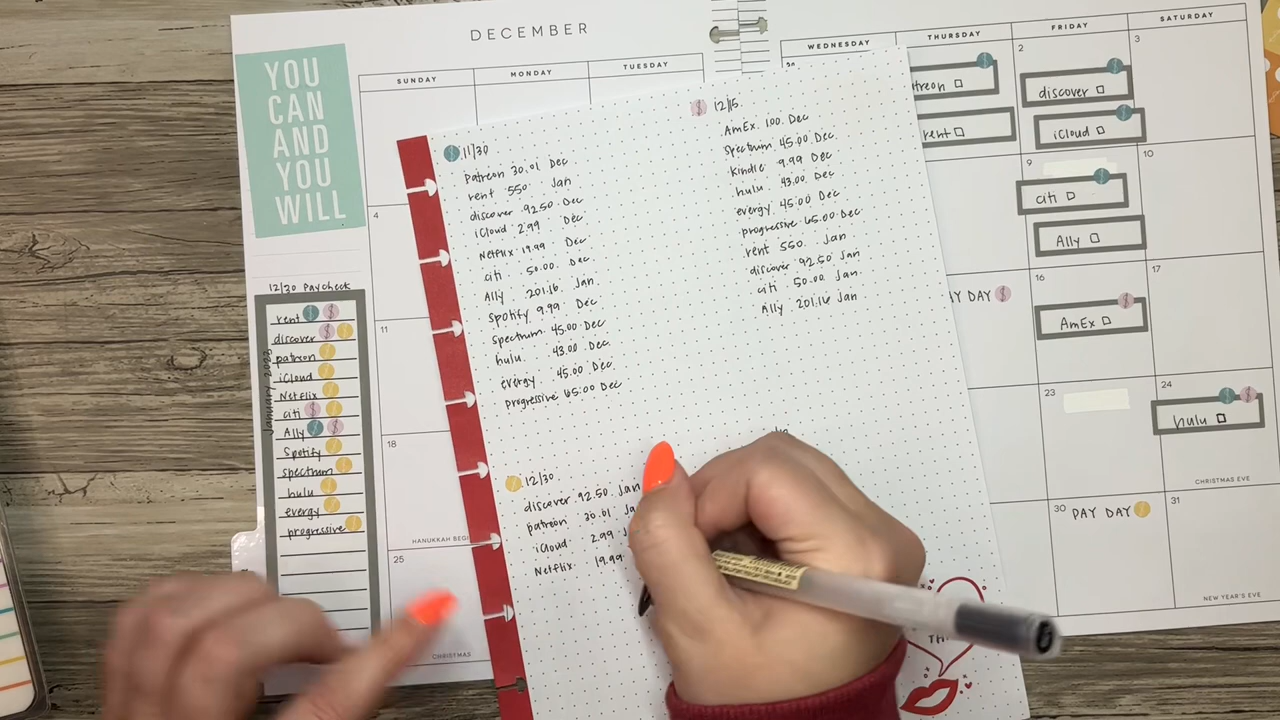 DECEMBER
SUNDAY MONDAY TUESDAY
WEDNESDAY THURSDAY FRIDAY SATURDAY
YOU
CAN
AND
YOU
WILL
12/30 Paycheck
January 2023
rent
discover
patreon
iCloud
Netflix
citi
Ally
Spotify
spectrum
hulu
evergy
progressive
4
11
18
HANUKKAH BEGI
25
CHRISTMAS
11/30
Patreon 30.01 Dec
rent 550 Jan
discover 92.50 Dec
iCloud 2.99 Dec
Netflix 19.99 Dec
citi 50.00 Dec
Ally 201.16 Jan
Spotify 9.99 Dec
Spectrum 45.00 Dec
hulu 43.00 Dec
evergy 45.00 Dec
progressive 65.00 Dec
12/15
AmEx 100. Dec
Spectrum 45.00 Dec
Kindle 9.99 Dec
hulu 43.00 Dec
evergy 45.00 Dec
progressive 65.00 Dec
rent 550. Jan
discover 92.50 Jan
citi 50.00 Jan
Ally 201.16 Jan
12/30
discover 92.50 Jan
patreon 30.01 Ja
iCloud 2.99
Netflix 19.99
treon
rent
2
discover
iCloud
3
9
citi
Ally
10
AY DAY
16
AmEx
17
23
24
hulu
CHRISTMAS EVE
30 PAY DAY
31
NEW YEAR'S EVE